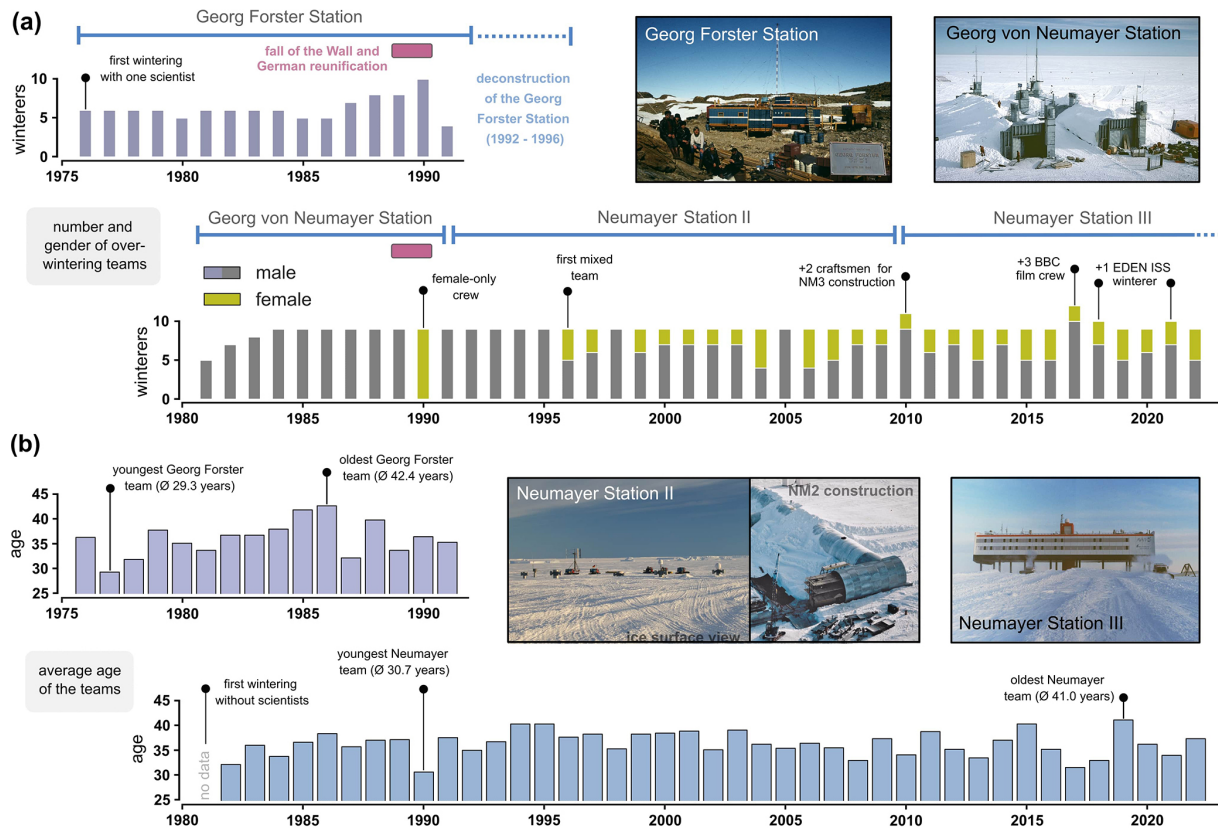 (a)
Georg Forster Station
fall of the Wall and
German reunification
first wintering
with one scientist
deconstruction
of the Georg
Forster Station
(1992 - 1996)
winterers
10
5
0
1975 1980 1985 1990
Georg Forster Station
GEORG FORSTER
Georg von Neumayer Station
number and
gender of over-
wintering teams
Georg von Neumayer Station
Neumayer Station II
Neumayer Station III
male
female
female-only
crew
first mixed
team
+2 craftsmen for
NM3 construction
+3 BBC
film crew
+1 EDEN ISS
winterer
winterers
10
5
0
1980 1985 1990 1995 2000 2005 2010 2015 2020
(b)
youngest Georg Forster
team (Ø 29.3 years)
oldest Georg Forster
team (Ø 42.4 years)
age
45
40
35
30
25
1975 1980 1985 1990
Neumayer Station II
ice surface view
NM2 construction
Neumayer Station III
average age
of the teams
first wintering
without scientists
youngest Neumayer
team (Ø 30.7 years)
oldest Neumayer
team (Ø 41.0 years)
age
45
40
35
30
25
no data
1980 1985 1990 1995 2000 2005 2010 2015 2020